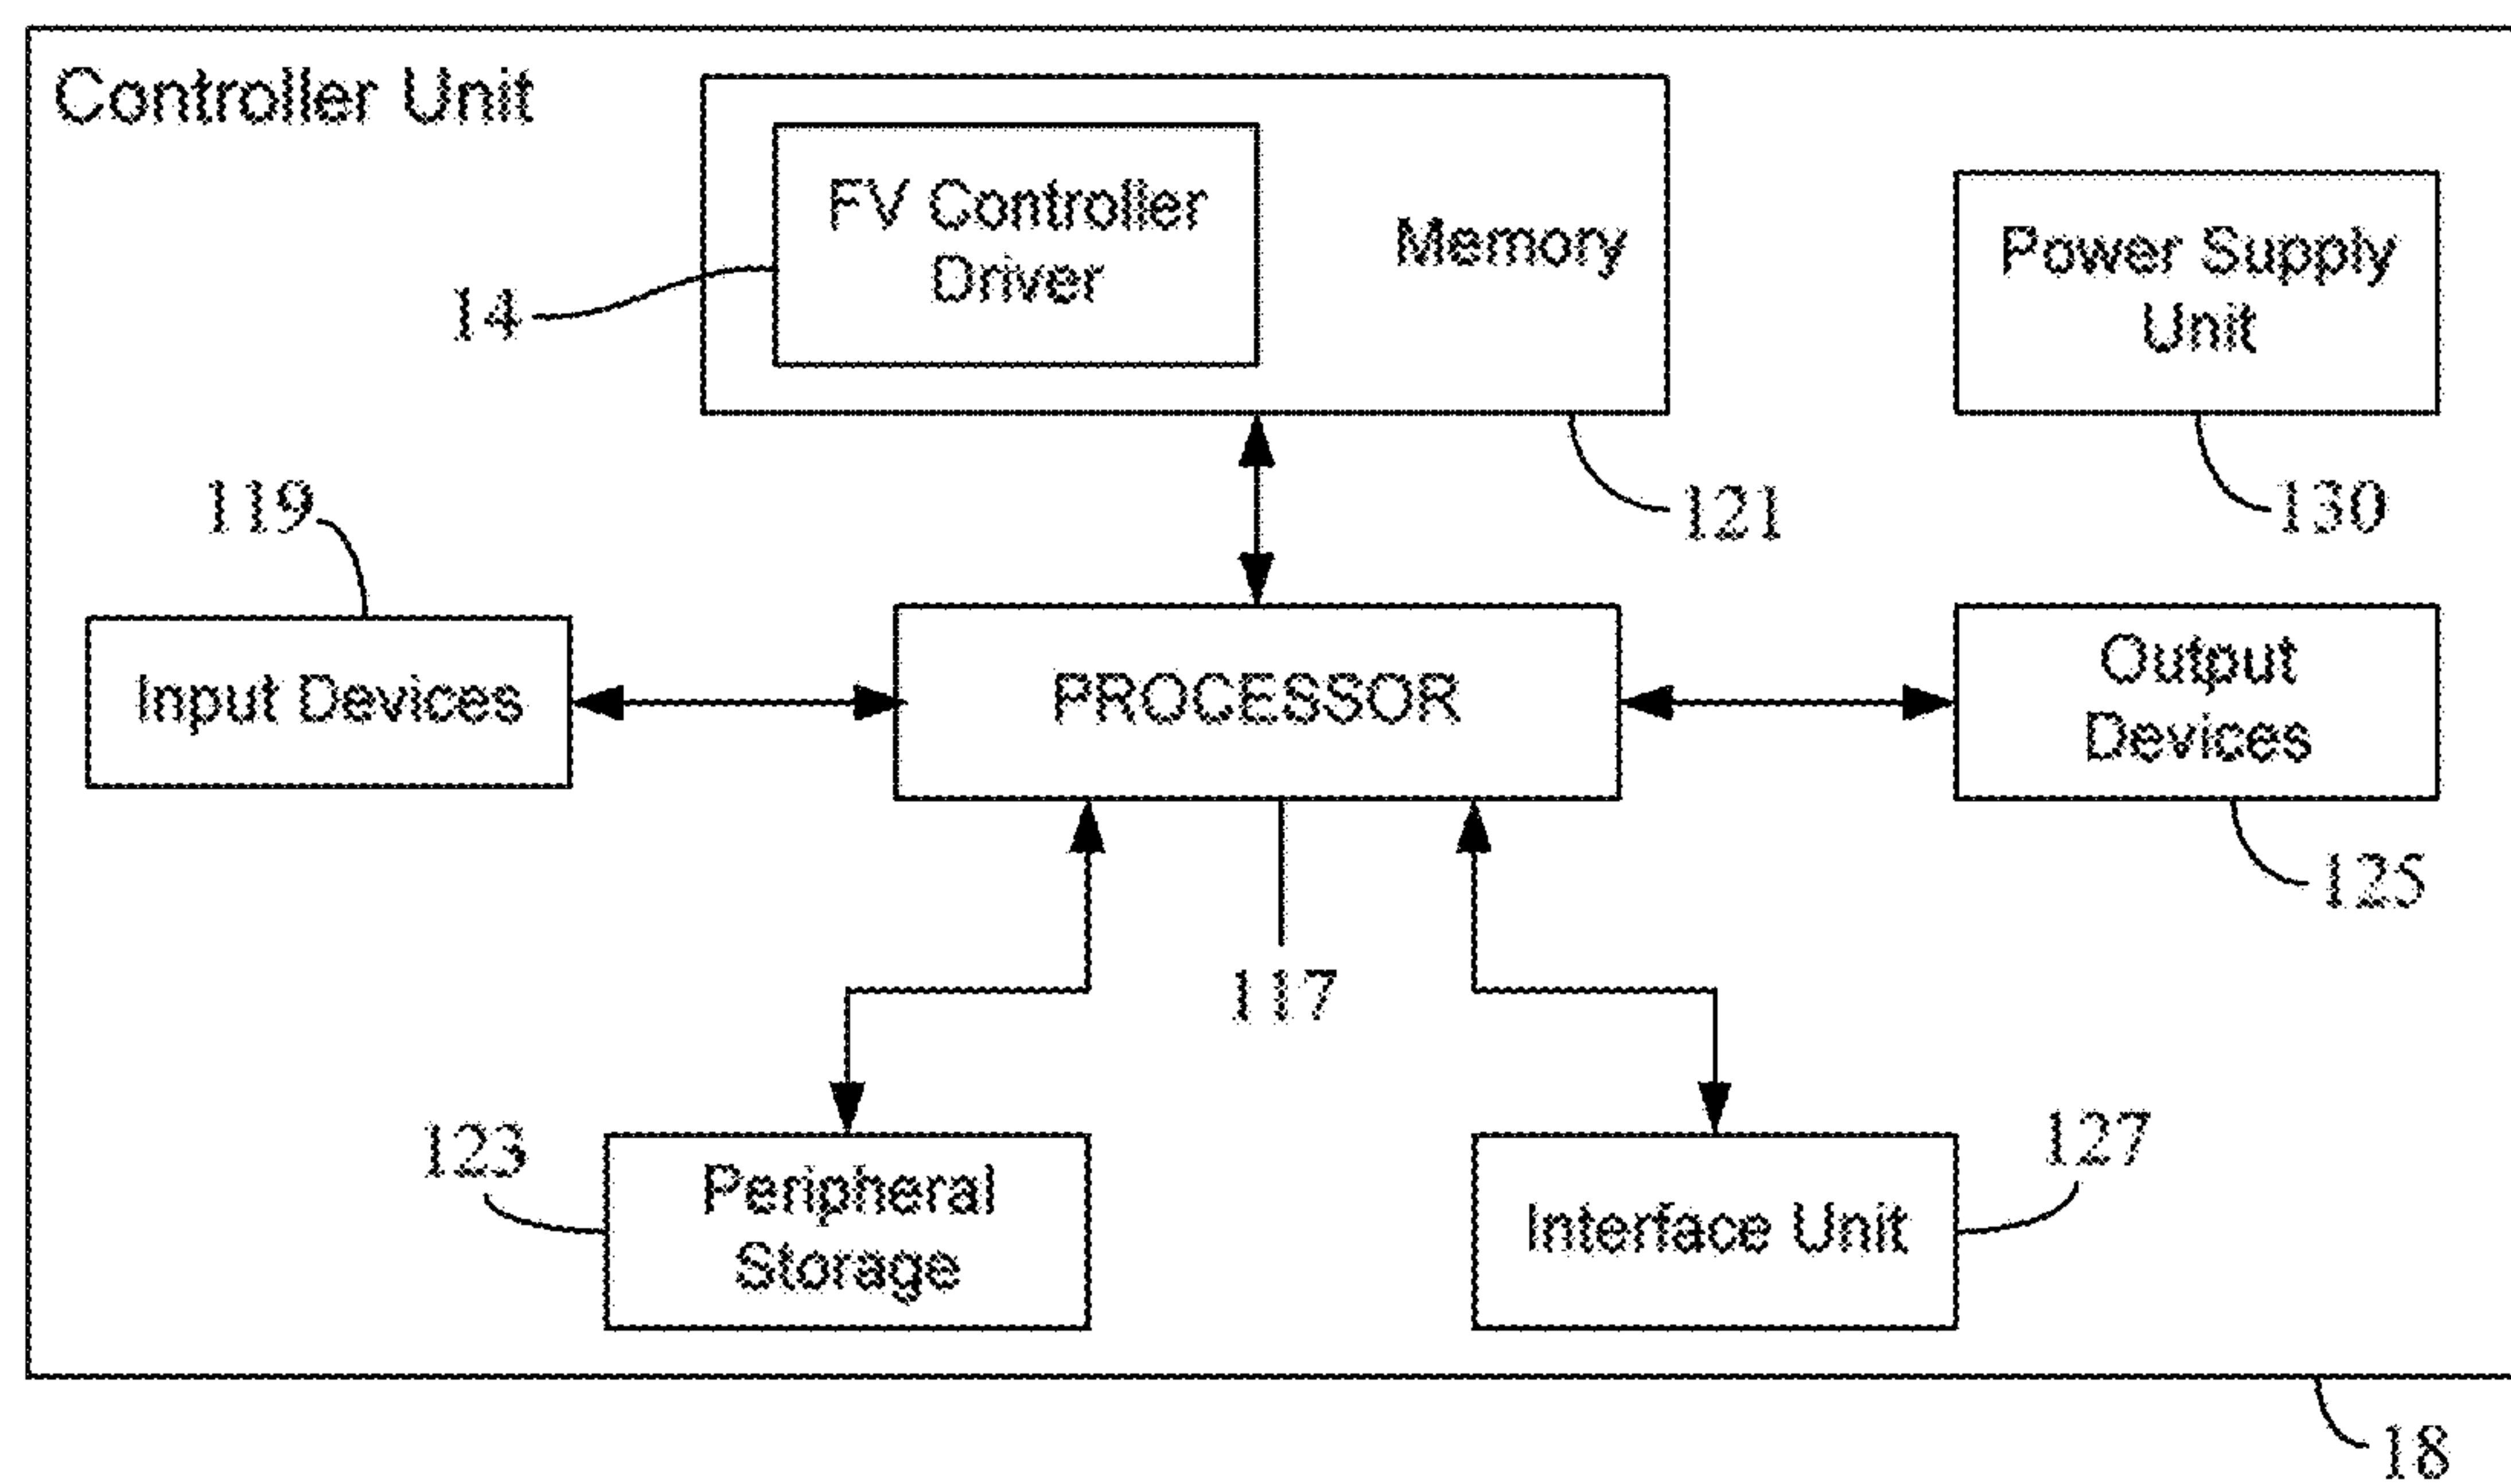 Controller Unit
FV Controller
Driver
Memory
Power Supply
Unit
14
119
121
130
Input Devices
PROCESSOR
Output
Devices
125
117
123
Peripheral
Storage
Interface Unit
127
18